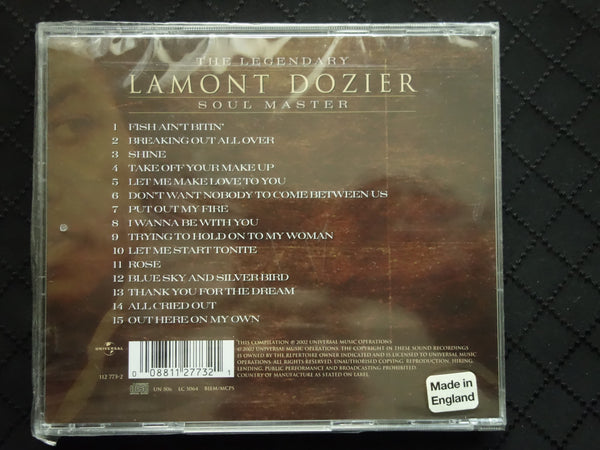 THE LEGENDARY
LAMONT DOZIER
SOUL MASTER
1 FISH AIN'T BITIN'
2 BREAKING OUT ALL OVER
3 SHINE
4 TAKE OFF YOUR MAKE UP
5 LET ME MAKE LOVE TO YOU
6 DON'T WANT NOBODY TO COME BETWEEN US
7 PUT OUT MY FIRE
8 I WANNA BE WITH YOU
9 TRYING TO HOLD ON TO MY WOMAN
10 LET ME START TONITE
11 ROSE
12 BLUE SKY AND SILVER BIRD
13 THANK YOU FOR THE DREAM
14 ALL CRIED OUT
15 OUT HERE ON MY OWN
UNIVERSAL
112 773-2
0 08811 27732 1
THIS COMPILATION ℗ 2002 UNIVERSAL MUSIC OPERATIONS
© 2002 UNIVERSAL MUSIC OPERATIONS. THE COPYRIGHT IN THESE SOUND RECORDINGS
IS OWNED BY THE REPERTOIRE OWNER INDICATED AND IS LICENSED TO UNIVERSAL MUSIC
OPERATIONS. ALL RIGHTS RESERVED. UNAUTHORISED COPYING, REPRODUCTION, HIRING,
LENDING, PUBLIC PERFORMANCE AND BROADCASTING PROHIBITED.
COUNTRY OF MANUFACTURE AS STATED ON LABEL.
UN 806 LC 5064 BIEM/MCPS
Made in
England